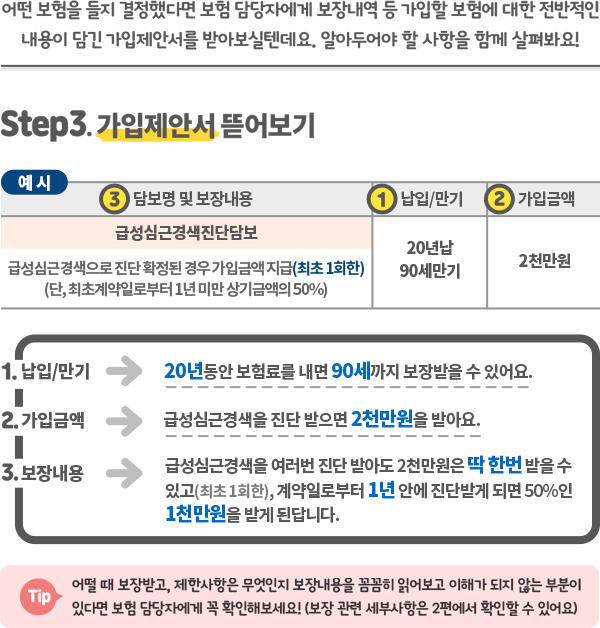 어떤 보험을 들지 결정했다면 보험 담당자에게 보장내역 등 가입할 보험에 대한 전반적인
내용이 담긴 가입제안서를 받아보실텐데요. 알아두어야 할 사항을 함께 살펴봐요!
Step3. 가입제안서 뜯어보기
예시
3 담보명 및 보장내용 1 납입/만기 2 가입금액
급성심근경색진단담보
급성심근경색으로 진단 확정된 경우 가입금액 지급(최초 1회한)
(단, 최초계약일로부터 1년 미만 상기금액의 50%)
20년납
90세만기
2천만원
1. 납입/만기 20년동안 보험료를 내면 90세까지 보장받을 수 있어요.
2. 가입금액 급성심근경색을 진단 받으면 2천만원을 받아요.
3. 보장내용 급성심근경색을 여러번 진단 받아도 2천만원은 딱 한번 받을 수
있고(최초 1회한), 계약일로부터 1년 안에 진단받게 되면 50%인
1천만원을 받게 된답니다.
Tip 어떨 때 보장받고, 제한사항은 무엇인지 보장내용을 꼼꼼히 읽어보고 이해가 되지 않는 부분이
있다면 보험 담당자에게 꼭 확인해보세요! (보장 관련 세부사항은 2편에서 확인할 수 있어요)